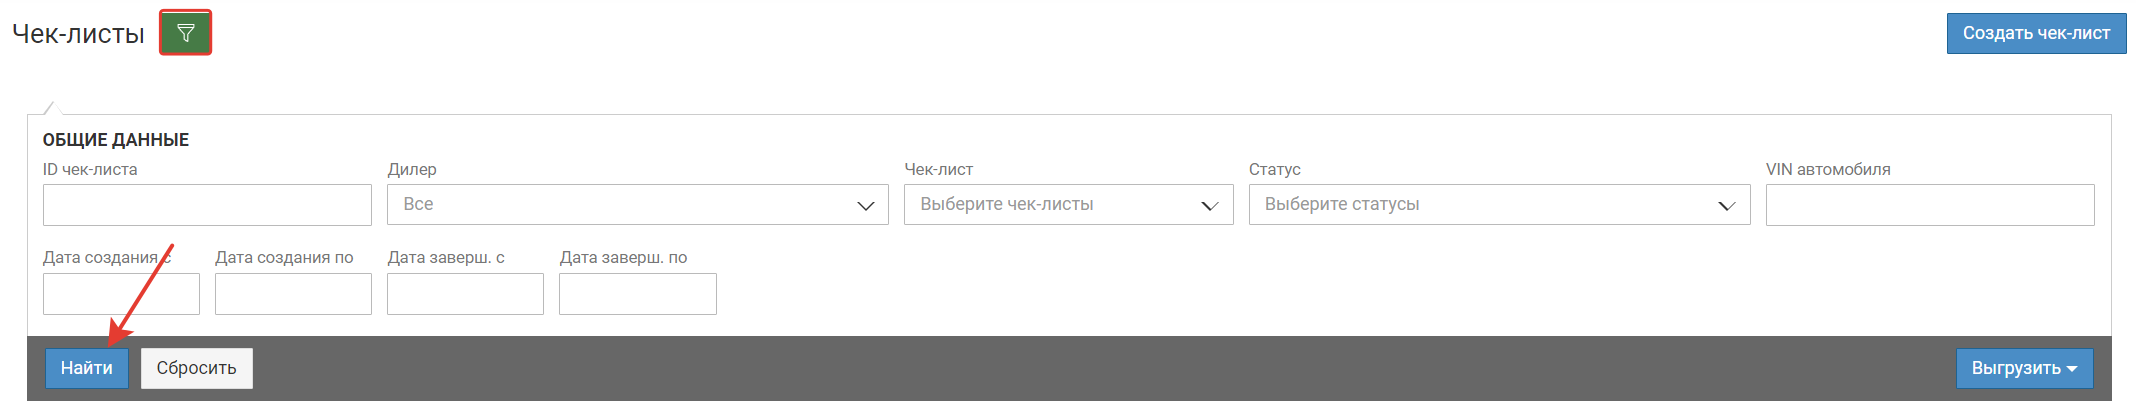 Чек-листы
Создать чек-лист
ОБЩИЕ ДАННЫЕ
ID чек-листа Дилер Чек-лист Статус VIN автомобиля
Все Выберите чек-листы Выберите статусы
Дата создания с Дата создания по Дата заверш. с Дата заверш. по
Найти Сбросить Выгрузить